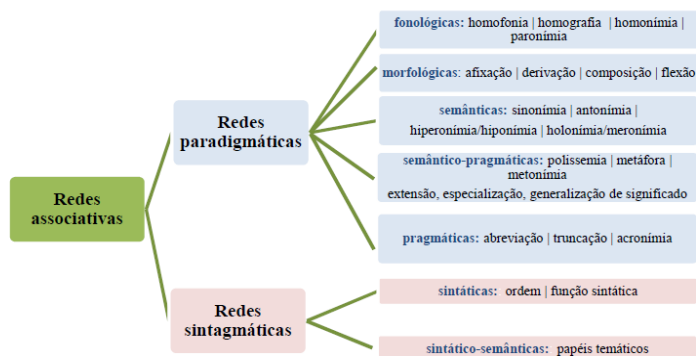 fonológicas: homofonia | homografia | homonímia |
paronímia
morfológicas: afixação | derivação | composição | flexão
Redes
paradigmáticas
semânticas: sinonímia | antonímia |
hiperonímia/hiponímia | holonímia/meronímia
semântico-pragmáticas: polissemia | metáfora |
metonímia
extensão, especialização, generalização de significado
Redes
associativas
pragmáticas: abreviação | truncação | acronímia
Redes
sintagmáticas
sintáticas: ordem | função sintática
sintático-semânticas: papéis temáticos